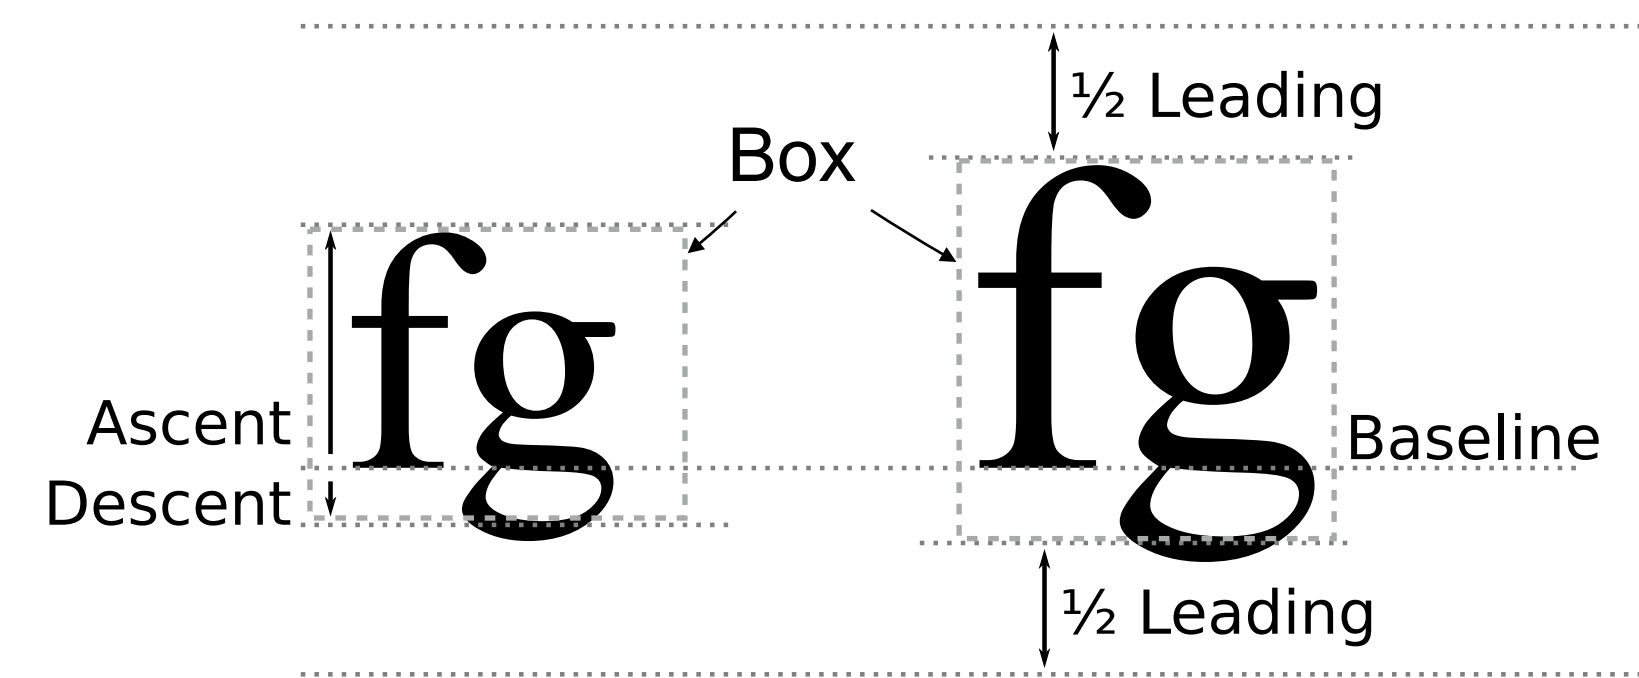 ½ Leading
Box
fg
fg
Ascent
Baseline
Descent
½ Leading